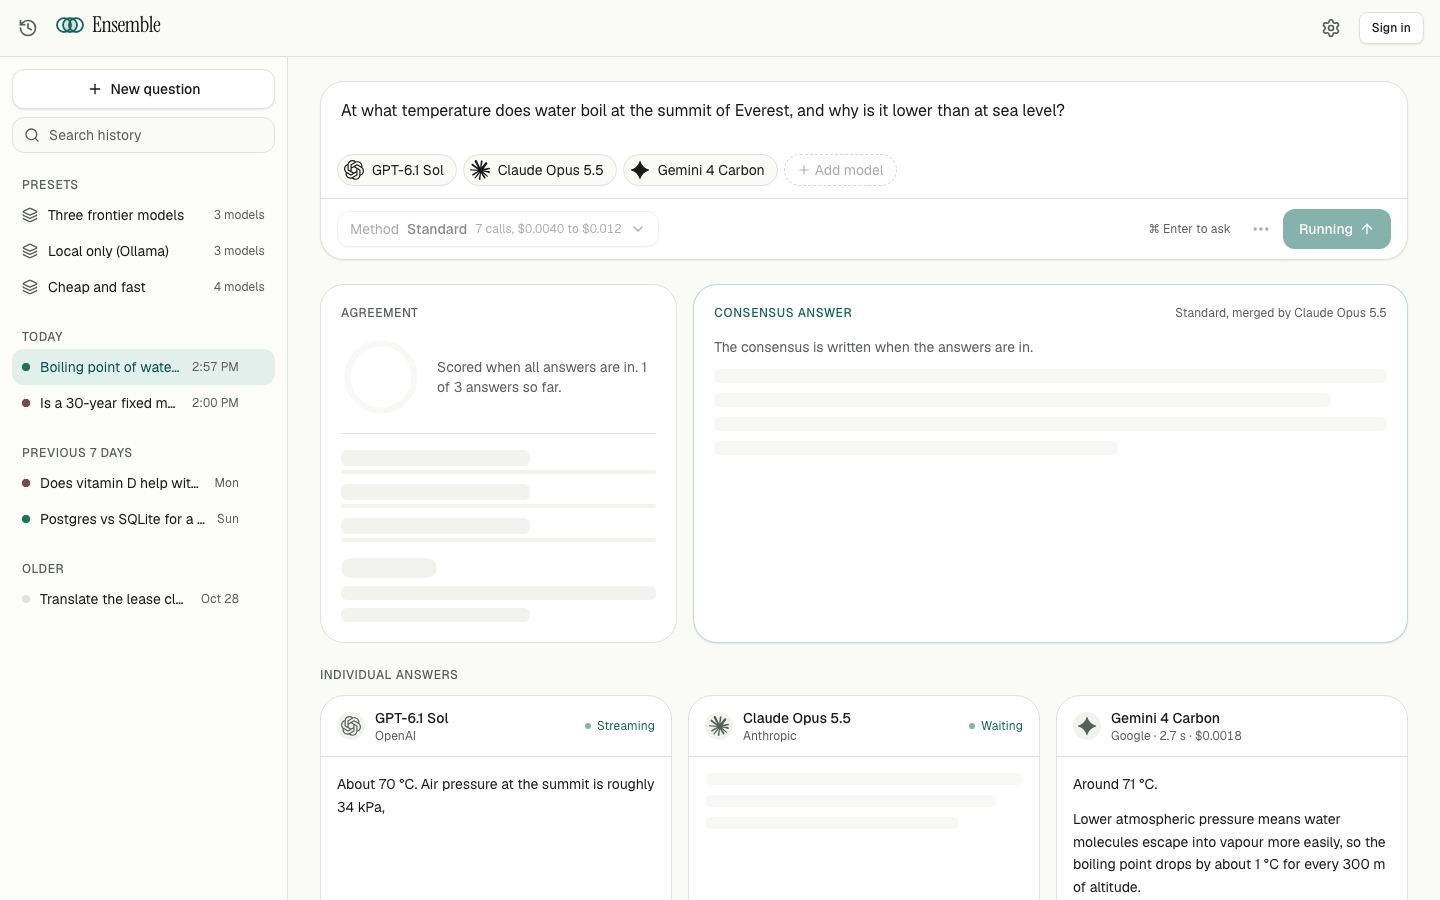 Ensemble
Sign in
New question
Search history
PRESETS
Three frontier models 3 models
Local only (Ollama) 3 models
Cheap and fast 4 models
TODAY
Boiling point of wate... 2:57 PM
Is a 30-year fixed m... 2:00 PM
PREVIOUS 7 DAYS
Does vitamin D help wit... Mon
Postgres vs SQLite for a ... Sun
OLDER
Translate the lease cl... Oct 28
At what temperature does water boil at the summit of Everest, and why is it lower than at sea level?
GPT-6.1 Sol Claude Opus 5.5 Gemini 4 Carbon + Add model
Method Standard 7 calls, $0.0040 to $0.012
⌘ Enter to ask
Running
AGREEMENT
Scored when all answers are in. 1
of 3 answers so far.
CONSENSUS ANSWER
Standard, merged by Claude Opus 5.5
The consensus is written when the answers are in.
INDIVIDUAL ANSWERS
GPT-6.1 Sol
OpenAI
Streaming
About 70 °C. Air pressure at the summit is roughly
34 kPa,
Claude Opus 5.5
Anthropic
Waiting
Gemini 4 Carbon
Google · 2.7 s · $0.0018
Around 71 °C.
Lower atmospheric pressure means water
molecules escape into vapour more easily, so the
boiling point drops by about 1 °C for every 300 m
of altitude.